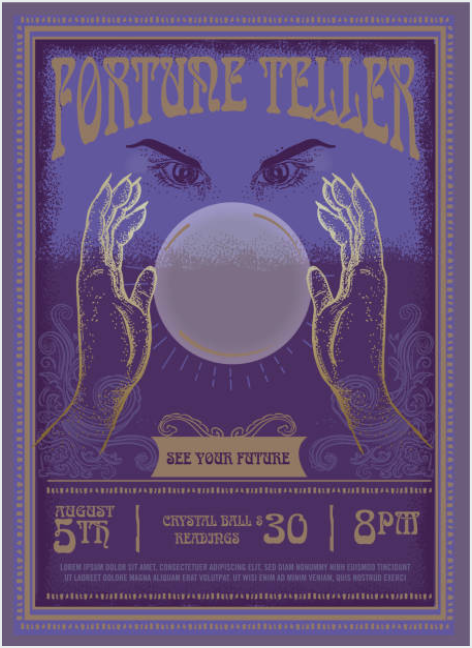 FORTUNE TELLER
SEE YOUR FUTURE
AUGUST
5TH
CRYSTAL BALL
READINGS
$30
8PM
LOREM IPSUM DOLOR SIT AMET, CONSECTETUER ADIPISCING ELIT, SED DIAM NONUMMY NIBH EUISMOD TINCIDUNT
UT LAOREET DOLORE MAGNA ALIQUAM ERAT VOLUTPAT. UT WISI ENIM AD MINIM VENIAM, QUIS NOSTRUD EXERCI